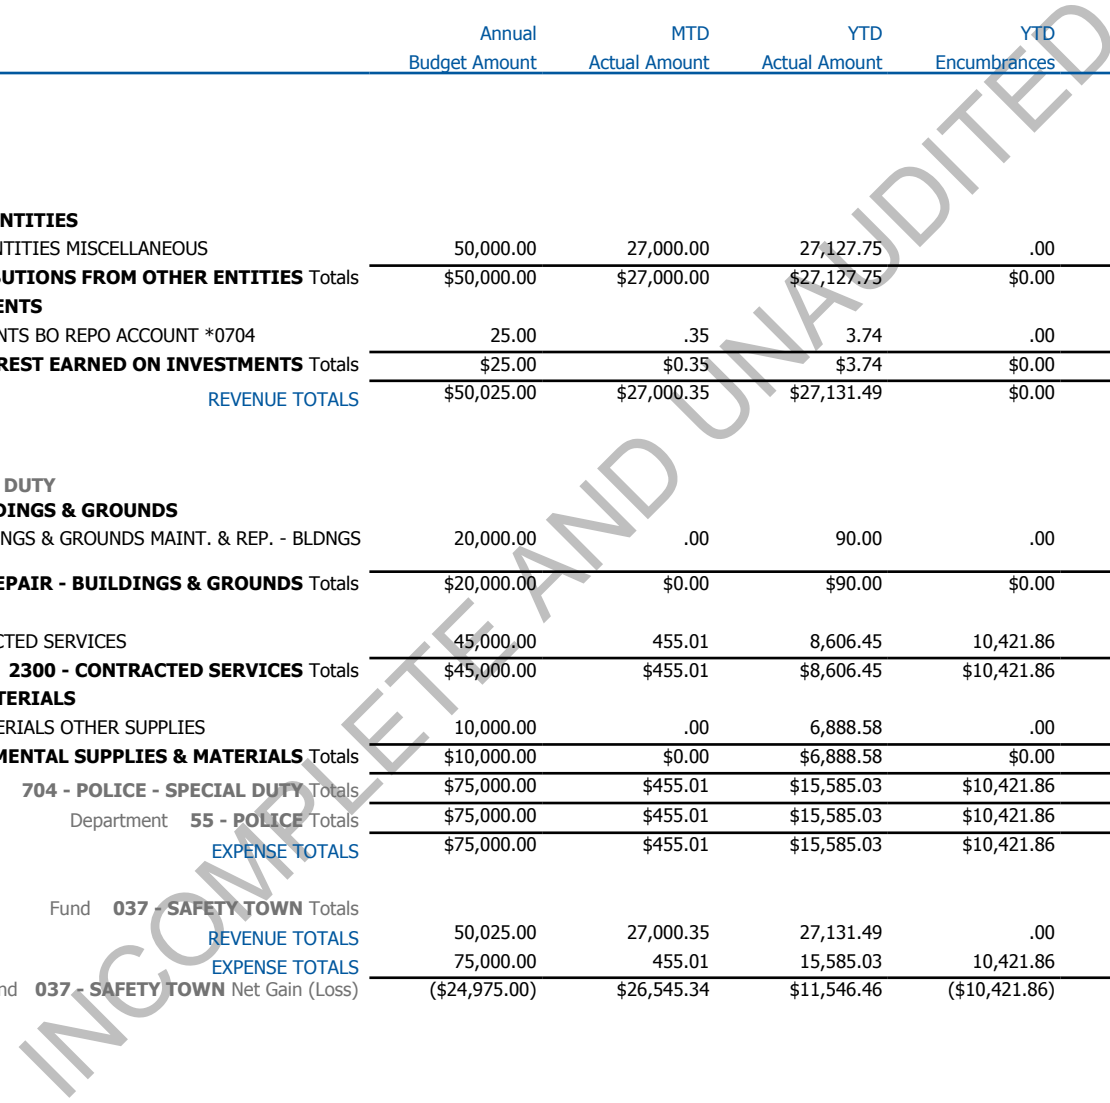 Annual MTD YTD YTD
Budget Amount Actual Amount Actual Amount Encumbrances
NTITIES
NTITIES MISCELLANEOUS 50,000.00 27,000.00 27,127.75 .00
BUTIONS FROM OTHER ENTITIES Totals $50,000.00 $27,000.00 $27,127.75 $0.00
ENTS
NTS BO REPO ACCOUNT *0704 25.00 .35 3.74 .00
REST EARNED ON INVESTMENTS Totals $25.00 $0.35 $3.74 $0.00
REVENUE TOTALS $50,025.00 $27,000.35 $27,131.49 $0.00
DUTY
DINGS & GROUNDS
NGS & GROUNDS MAINT. & REP. - BLDNGS 20,000.00 .00 90.00 .00
EPAIR - BUILDINGS & GROUNDS Totals $20,000.00 $0.00 $90.00 $0.00
CTED SERVICES 45,000.00 455.01 8,606.45 10,421.86
2300 - CONTRACTED SERVICES Totals $45,000.00 $455.01 $8,606.45 $10,421.86
TERIALS
ERIALS OTHER SUPPLIES 10,000.00 .00 6,888.58 .00
MENTAL SUPPLIES & MATERIALS Totals $10,000.00 $0.00 $6,888.58 $0.00
704 - POLICE - SPECIAL DUTY Totals $75,000.00 $455.01 $15,585.03 $10,421.86
Department 55 - POLICE Totals $75,000.00 $455.01 $15,585.03 $10,421.86
EXPENSE TOTALS $75,000.00 $455.01 $15,585.03 $10,421.86
Fund 037 - SAFETY TOWN Totals
REVENUE TOTALS 50,025.00 27,000.35 27,131.49 .00
EXPENSE TOTALS 75,000.00 455.01 15,585.03 10,421.86
nd 037 - SAFETY TOWN Net Gain (Loss) ($24,975.00) $26,545.34 $11,546.46 ($10,421.86)
INCOMPLETE AND UNAUDITED